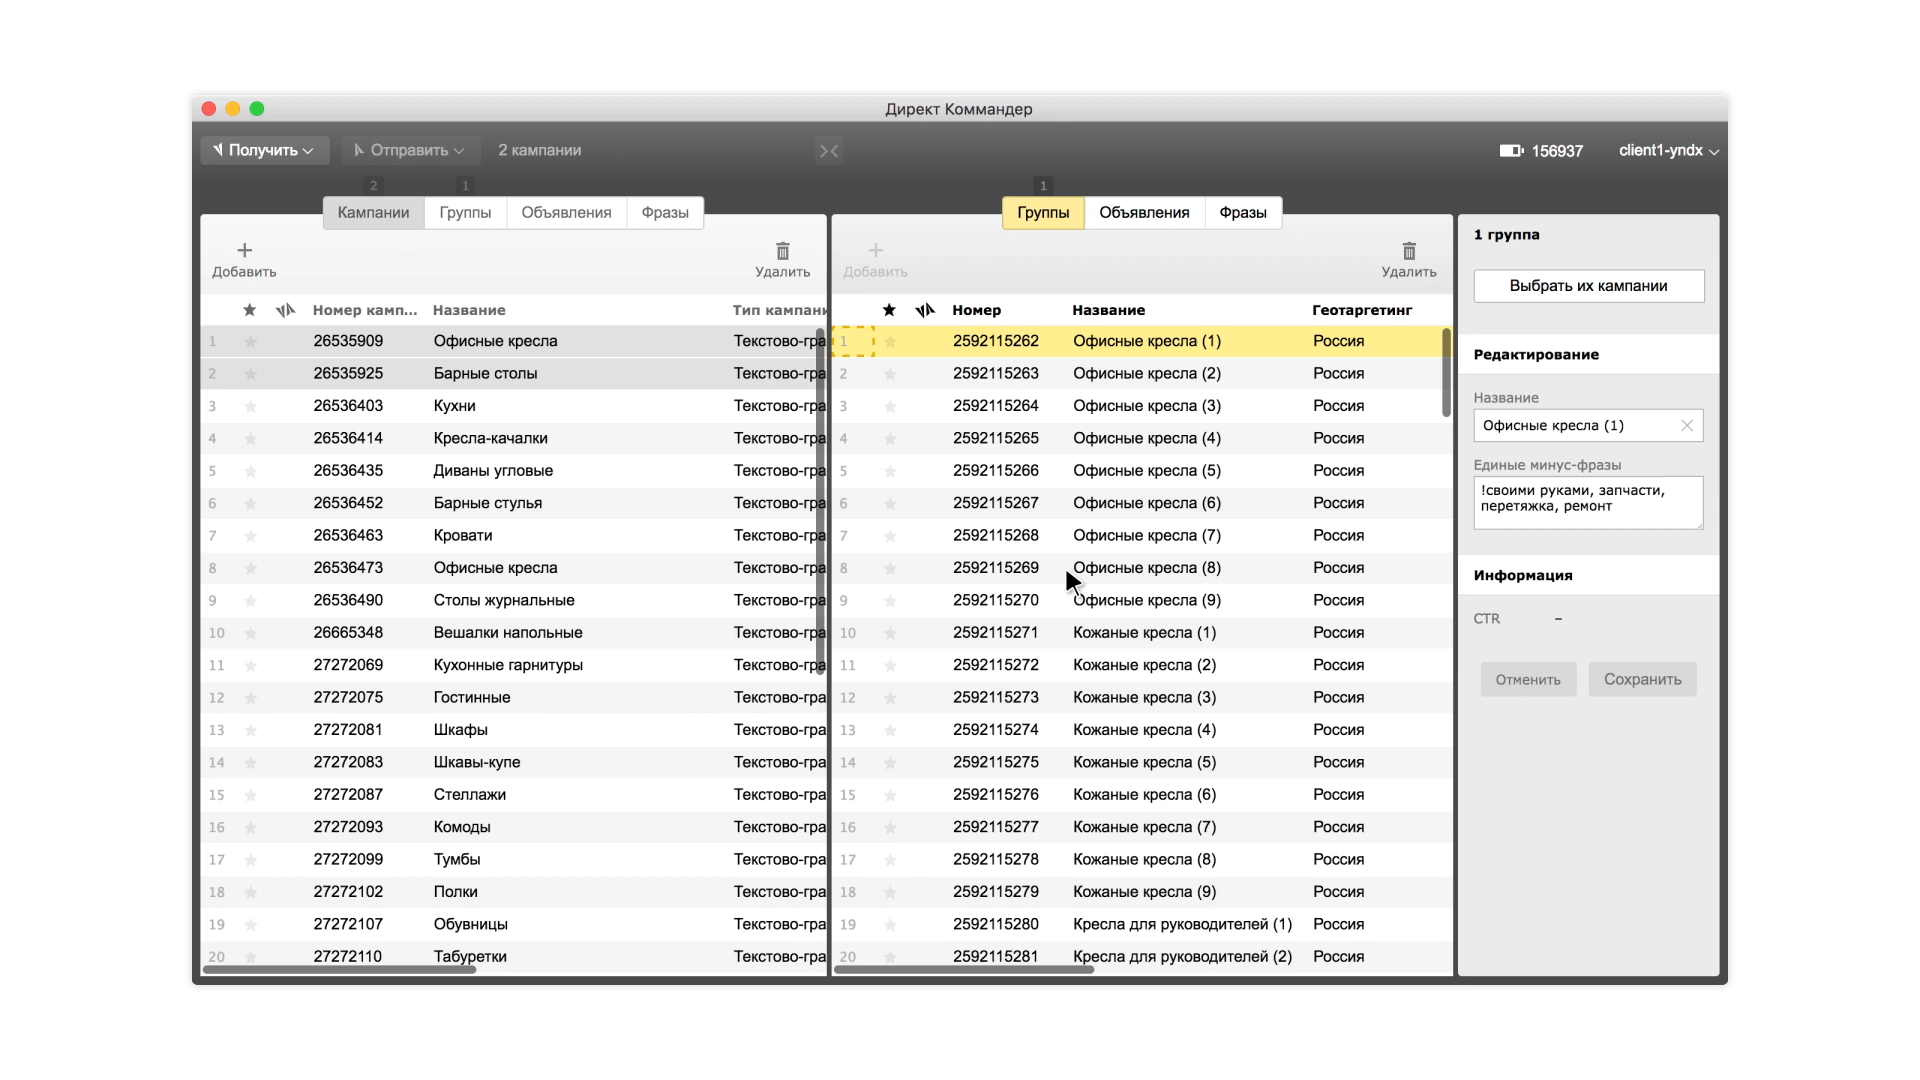 Директ Коммандер
Получить
Отправить
2 кампании
156937
client1-yndx
2
1
1
Кампании
Группы
Объявления
Фразы
Группы
Объявления
Фразы
Добавить
Удалить
Добавить
Удалить
Номер камп... Название Тип кампани
1 26535909 Офисные кресла Текстово-гра
2 26535925 Барные столы Текстово-гра
3 26536403 Кухни Текстово-гра
4 26536414 Кресла-качалки Текстово-гра
5 26536435 Диваны угловые Текстово-гра
6 26536452 Барные стулья Текстово-гра
7 26536463 Кровати Текстово-гра
8 26536473 Офисные кресла Текстово-гра
9 26536490 Столы журнальные Текстово-гра
10 26665348 Вешалки напольные Текстово-гра
11 27272069 Кухонные гарнитуры Текстово-гра
12 27272075 Гостинные Текстово-гра
13 27272081 Шкафы Текстово-гра
14 27272083 Шкавы-купе Текстово-гра
15 27272087 Стеллажи Текстово-гра
16 27272093 Комоды Текстово-гра
17 27272099 Тумбы Текстово-гра
18 27272102 Полки Текстово-гра
19 27272107 Обувницы Текстово-гра
20 27272110 Табуретки Текстово-гра
Номер Название Геотаргетинг
1 2592115262 Офисные кресла (1) Россия
2 2592115263 Офисные кресла (2) Россия
3 2592115264 Офисные кресла (3) Россия
4 2592115265 Офисные кресла (4) Россия
5 2592115266 Офисные кресла (5) Россия
6 2592115267 Офисные кресла (6) Россия
7 2592115268 Офисные кресла (7) Россия
8 2592115269 Офисные кресла (8) Россия
9 2592115270 Офисные кресла (9) Россия
10 2592115271 Кожаные кресла (1) Россия
11 2592115272 Кожаные кресла (2) Россия
12 2592115273 Кожаные кресла (3) Россия
13 2592115274 Кожаные кресла (4) Россия
14 2592115275 Кожаные кресла (5) Россия
15 2592115276 Кожаные кресла (6) Россия
16 2592115277 Кожаные кресла (7) Россия
17 2592115278 Кожаные кресла (8) Россия
18 2592115279 Кожаные кресла (9) Россия
19 2592115280 Кресла для руководителей (1) Россия
20 2592115281 Кресла для руководителей (2) Россия
1 группа
Выбрать их кампании
Редактирование
Название
Офисные кресла (1)
Единые минус-фразы
!своими руками, запчасти,
перетяжка, ремонт
Информация
CTR –
Отменить
Сохранить